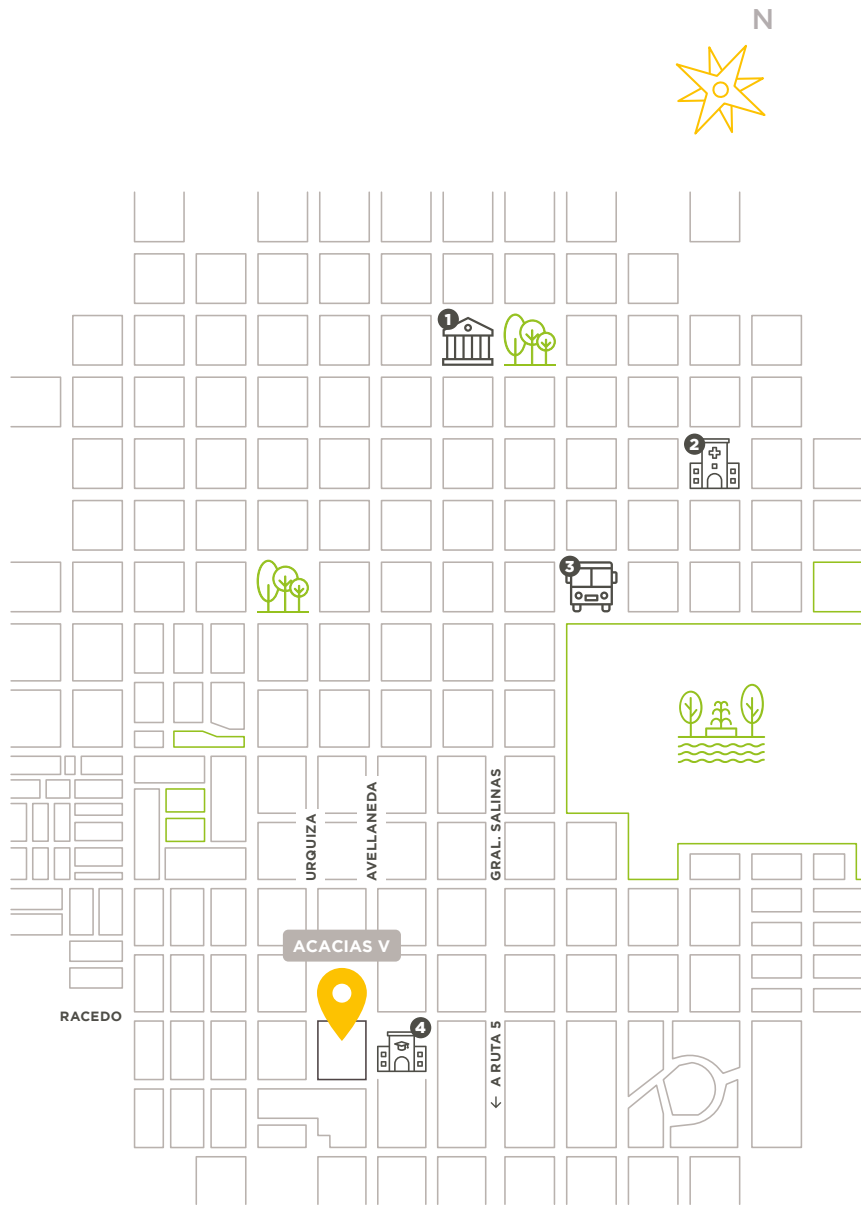 N
1
2
3
URQUIZA
AVELLANEDA
GRAL. SALINAS
ACACIAS V
RACEDO
4
← A RUTA 5